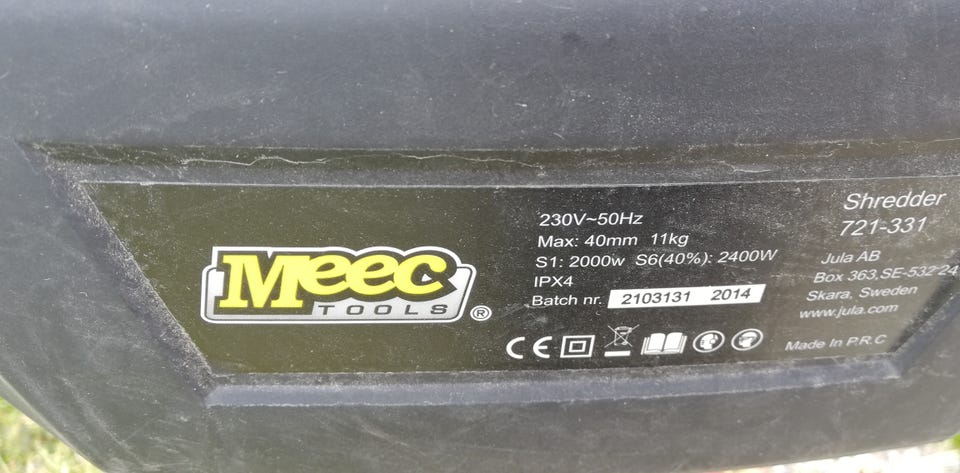 Meec
TOOLS ®
230V~50Hz
Max: 40mm 11kg
S1: 2000w S6(40%): 2400W
IPX4
Batch nr. 2103131 2014
CE
Shredder
721-331
Jula AB
Box 363,SE-532 24
Skara, Sweden
www.jula.com
Made In P.R.C